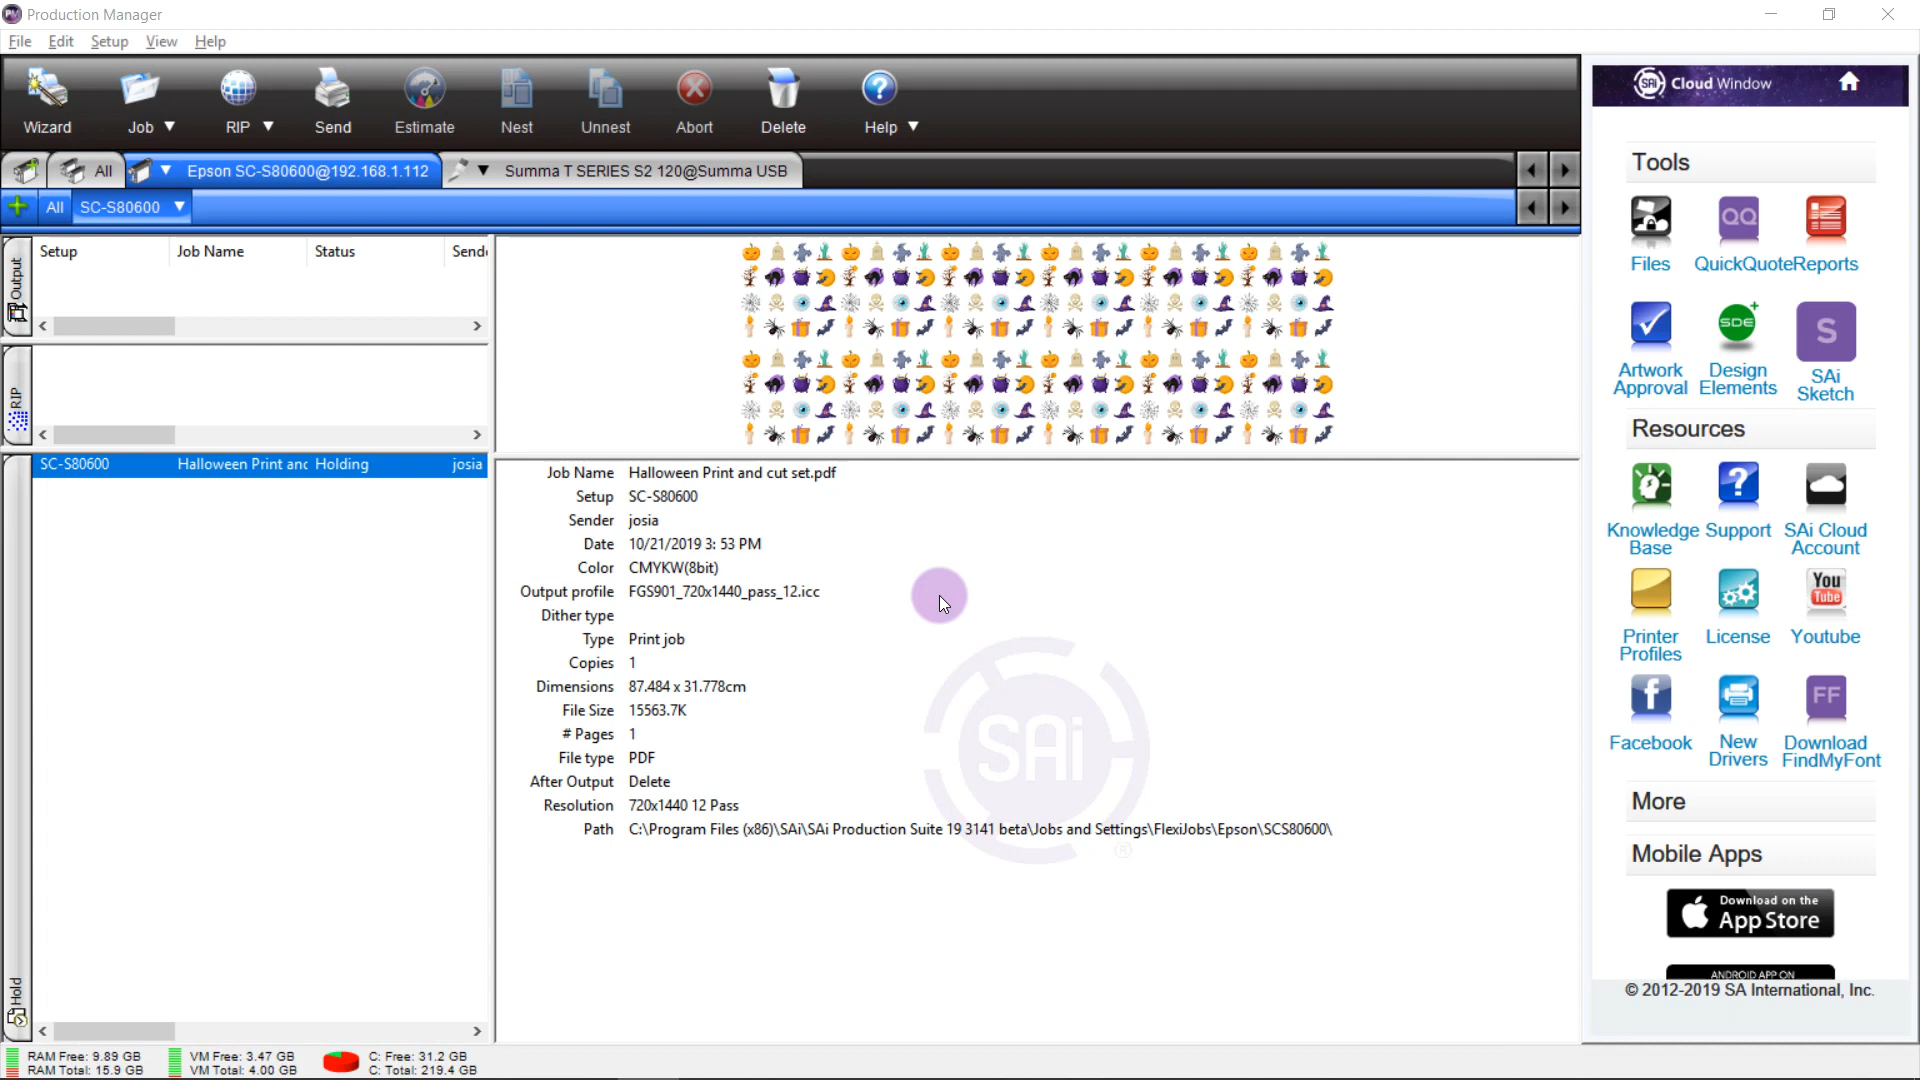 Production Manager
File Edit Setup View Help
Wizard Job RIP Send Estimate Nest Unnest Abort Delete Help
SAi Cloud Window
All Epson SC-S80600@192.168.1.112 Summa T SERIES S2 120@Summa USB
All SC-S80600
Setup Job Name Status Sende
Output
RIP
SC-S80600 Halloween Print anc Holding josia
Hold
Job Name Halloween Print and cut set.pdf
Setup SC-S80600
Sender josia
Date 10/21/2019 3: 53 PM
Color CMYKW(8bit)
Output profile FGS901_720x1440_pass_12.icc
Dither type
Type Print job
Copies 1
Dimensions 87.484 x 31.778cm
File Size 15563.7K
# Pages 1
File type PDF
After Output Delete
Resolution 720x1440 12 Pass
Path C:\Program Files (x86)\SAi\SAi Production Suite 19 3141 beta\Jobs and Settings\FlexiJobs\Epson\SCS80600\
SAi
®
Tools
QQ
Files QuickQuote Reports
SDE
S
Artwork Approval
Design Elements
SAi Sketch
Resources
Knowledge Base
Support
SAi Cloud Account
You Tube
Printer Profiles
License
Youtube
FF
Facebook
New Drivers
Download FindMyFont
More
Mobile Apps
Download on the
App Store
ANDROID APP ON
© 2012-2019 SA International, Inc.
RAM Free: 9.89 GB VM Free: 3.47 GB C: Free: 31.2 GB
RAM Total: 15.9 GB VM Total: 4.00 GB C: Total: 219.4 GB